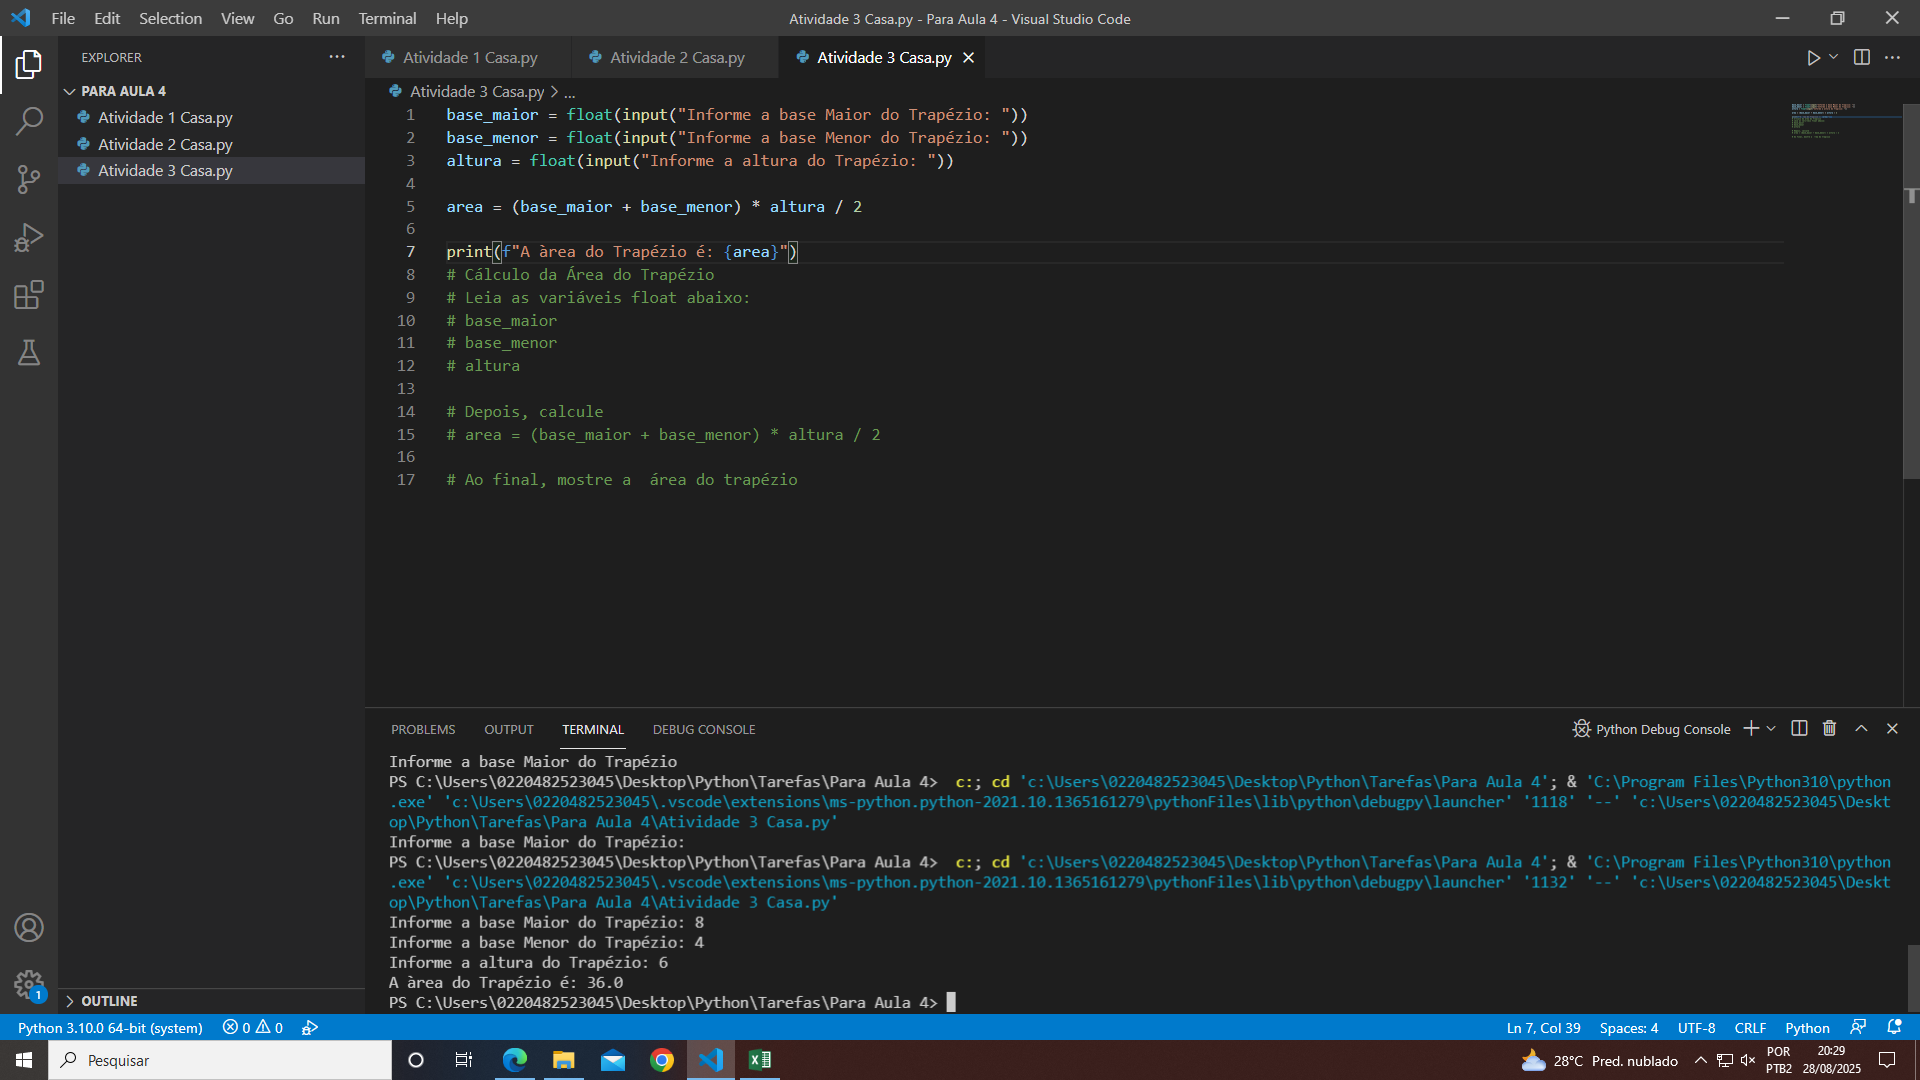 File Edit Selection View Go Run Terminal Help
Atividade 3 Casa.py - Para Aula 4 - Visual Studio Code
EXPLORER
PARA AULA 4
Atividade 1 Casa.py
Atividade 2 Casa.py
Atividade 3 Casa.py
OUTLINE
Atividade 1 Casa.py Atividade 2 Casa.py Atividade 3 Casa.py
Atividade 3 Casa.py > ...
1 base_maior = float(input("Informe a base Maior do Trapézio: "))
2 base_menor = float(input("Informe a base Menor do Trapézio: "))
3 altura = float(input("Informe a altura do Trapézio: "))
4
5 area = (base_maior + base_menor) * altura / 2
6
7 print(f"A àrea do Trapézio é: {area}")
8 # Cálculo da Área do Trapézio
9 # Leia as variáveis float abaixo:
10 # base_maior
11 # base_menor
12 # altura
13
14 # Depois, calcule
15 # area = (base_maior + base_menor) * altura / 2
16
17 # Ao final, mostre a  área do trapézio
PROBLEMS OUTPUT TERMINAL DEBUG CONSOLE
Python Debug Console
Informe a base Maior do Trapézio
PS C:\Users\0220482523045\Desktop\Python\Tarefas\Para Aula 4>  c:; cd 'c:\Users\0220482523045\Desktop\Python\Tarefas\Para Aula 4'; & 'C:\Program Files\Python310\python
.exe' 'c:\Users\0220482523045\.vscode\extensions\ms-python.python-2021.10.1365161279\pythonFiles\lib\python\debugpy\launcher' '1118' '--' 'c:\Users\0220482523045\Deskt
op\Python\Tarefas\Para Aula 4\Atividade 3 Casa.py'
Informe a base Maior do Trapézio:
PS C:\Users\0220482523045\Desktop\Python\Tarefas\Para Aula 4>  c:; cd 'c:\Users\0220482523045\Desktop\Python\Tarefas\Para Aula 4'; & 'C:\Program Files\Python310\python
.exe' 'c:\Users\0220482523045\.vscode\extensions\ms-python.python-2021.10.1365161279\pythonFiles\lib\python\debugpy\launcher' '1132' '--' 'c:\Users\0220482523045\Deskt
op\Python\Tarefas\Para Aula 4\Atividade 3 Casa.py'
Informe a base Maior do Trapézio: 8
Informe a base Menor do Trapézio: 4
Informe a altura do Trapézio: 6
A àrea do Trapézio é: 36.0
PS C:\Users\0220482523045\Desktop\Python\Tarefas\Para Aula 4>
1
Python 3.10.0 64-bit (system) 0 0
Ln 7, Col 39 Spaces: 4 UTF-8 CRLF Python
Pesquisar
28°C Pred. nublado
POR
PTB2
20:29
28/08/2025